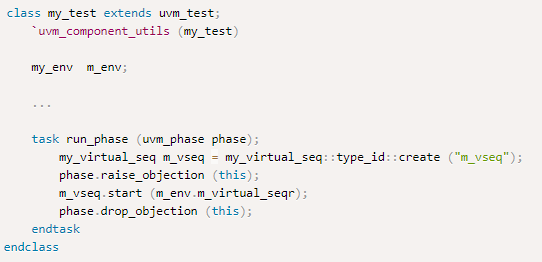 class my_test extends uvm_test;
`uvm_component_utils (my_test)
my_env  m_env;
...
task run_phase (uvm_phase phase);
my_virtual_seq m_vseq = my_virtual_seq::type_id::create ("m_vseq");
phase.raise_objection (this);
m_vseq.start (m_env.m_virtual_seqr);
phase.drop_objection (this);
endtask
endclass